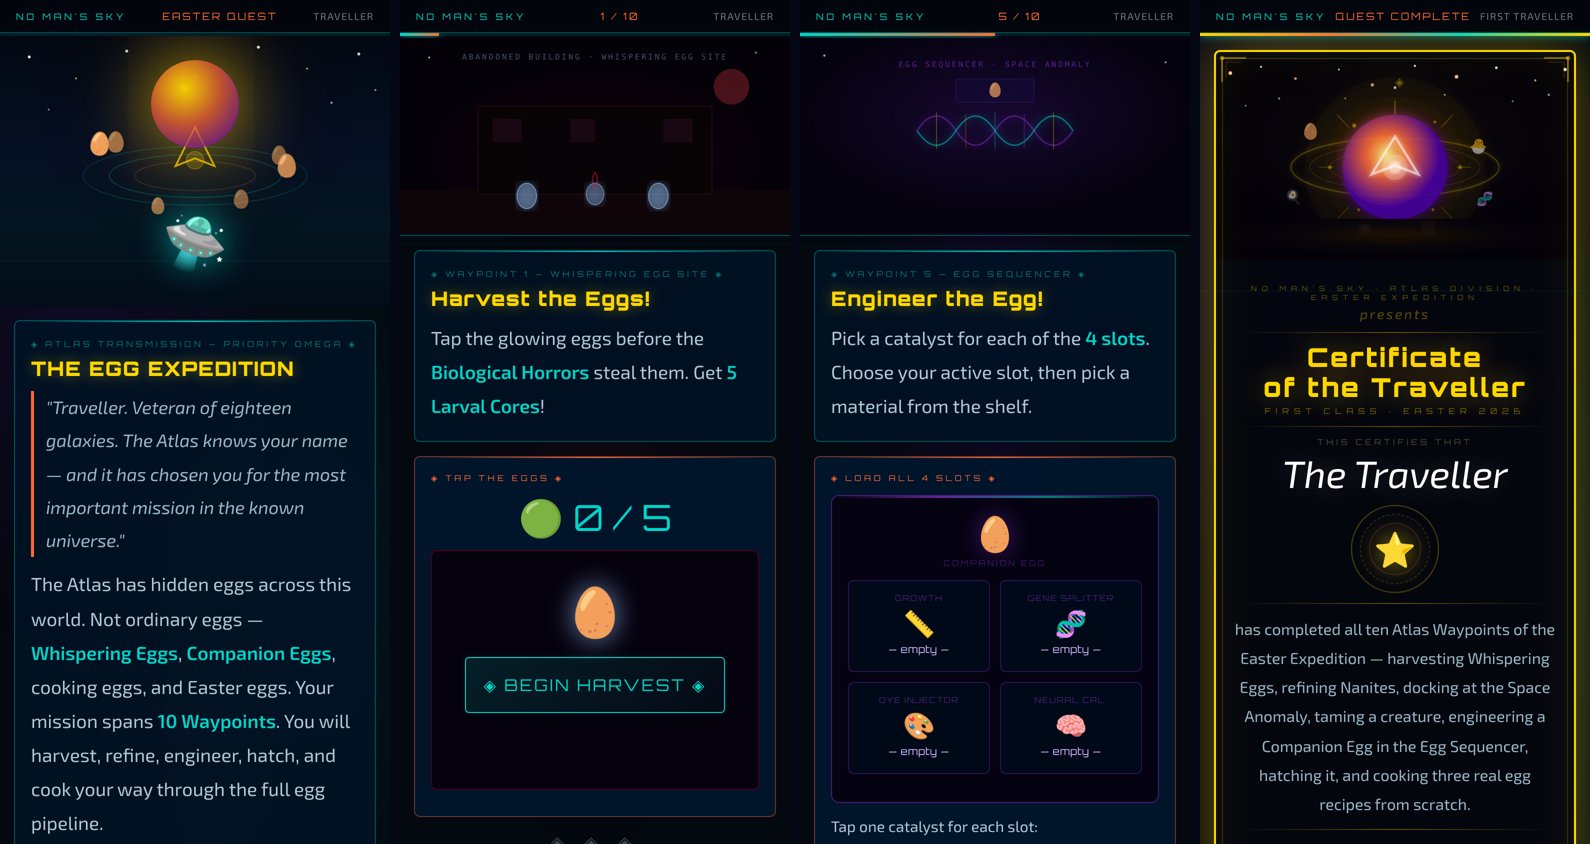 NO MAN'S SKY EASTER QUEST TRAVELLER
◈ ATLAS TRANSMISSION — PRIORITY OMEGA ◈
THE EGG EXPEDITION
"Traveller. Veteran of eighteen
galaxies. The Atlas knows your name
— and it has chosen you for the most
important mission in the known
universe."
The Atlas has hidden eggs across this
world. Not ordinary eggs —
Whispering Eggs, Companion Eggs,
cooking eggs, and Easter eggs. Your
mission spans 10 Waypoints. You will
harvest, refine, engineer, hatch, and
cook your way through the full egg
pipeline.
NO MAN'S SKY 1 / 10 TRAVELLER
ABANDONED BUILDING · WHISPERING EGG SITE
◈ WAYPOINT 1 — WHISPERING EGG SITE ◈
Harvest the Eggs!
Tap the glowing eggs before the
Biological Horrors steal them. Get 5
Larval Cores!
◈ TAP THE EGGS ◈
0 / 5
◈ BEGIN HARVEST ◈
NO MAN'S SKY 5 / 10 TRAVELLER
EGG SEQUENCER · SPACE ANOMALY
◈ WAYPOINT 5 — EGG SEQUENCER ◈
Engineer the Egg!
Pick a catalyst for each of the 4 slots.
Choose your active slot, then pick a
material from the shelf.
◈ LOAD ALL 4 SLOTS ◈
COMPANION EGG
GROWTH
— empty —
GENE SPLITTER
— empty —
DYE INJECTOR
— empty —
NEURAL CAL.
— empty —
Tap one catalyst for each slot:
NO MAN'S SKY QUEST COMPLETE FIRST TRAVELLER
NO MAN'S SKY · ATLAS DIVISION ·
EASTER EXPEDITION
presents
Certificate
of the Traveller
FIRST CLASS · EASTER 2026
THIS CERTIFIES THAT
The Traveller
has completed all ten Atlas Waypoints of the
Easter Expedition — harvesting Whispering
Eggs, refining Nanites, docking at the Space
Anomaly, taming a creature, engineering a
Companion Egg in the Egg Sequencer,
hatching it, and cooking three real egg
recipes from scratch.